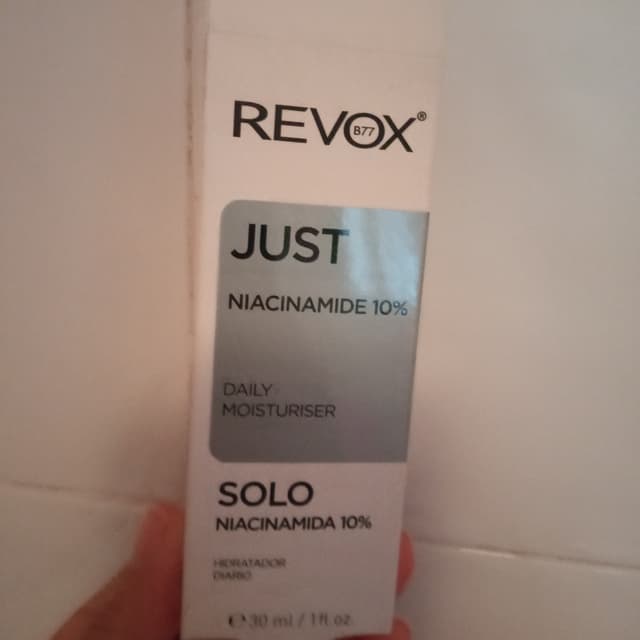 REVOX®
B77
JUST
NIACINAMIDE 10%
DAILY
MOISTURISER
SOLO
NIACINAMIDA 10%
HIDRATADOR
DIARIO
℮ 30 ml / 1 fl oz.